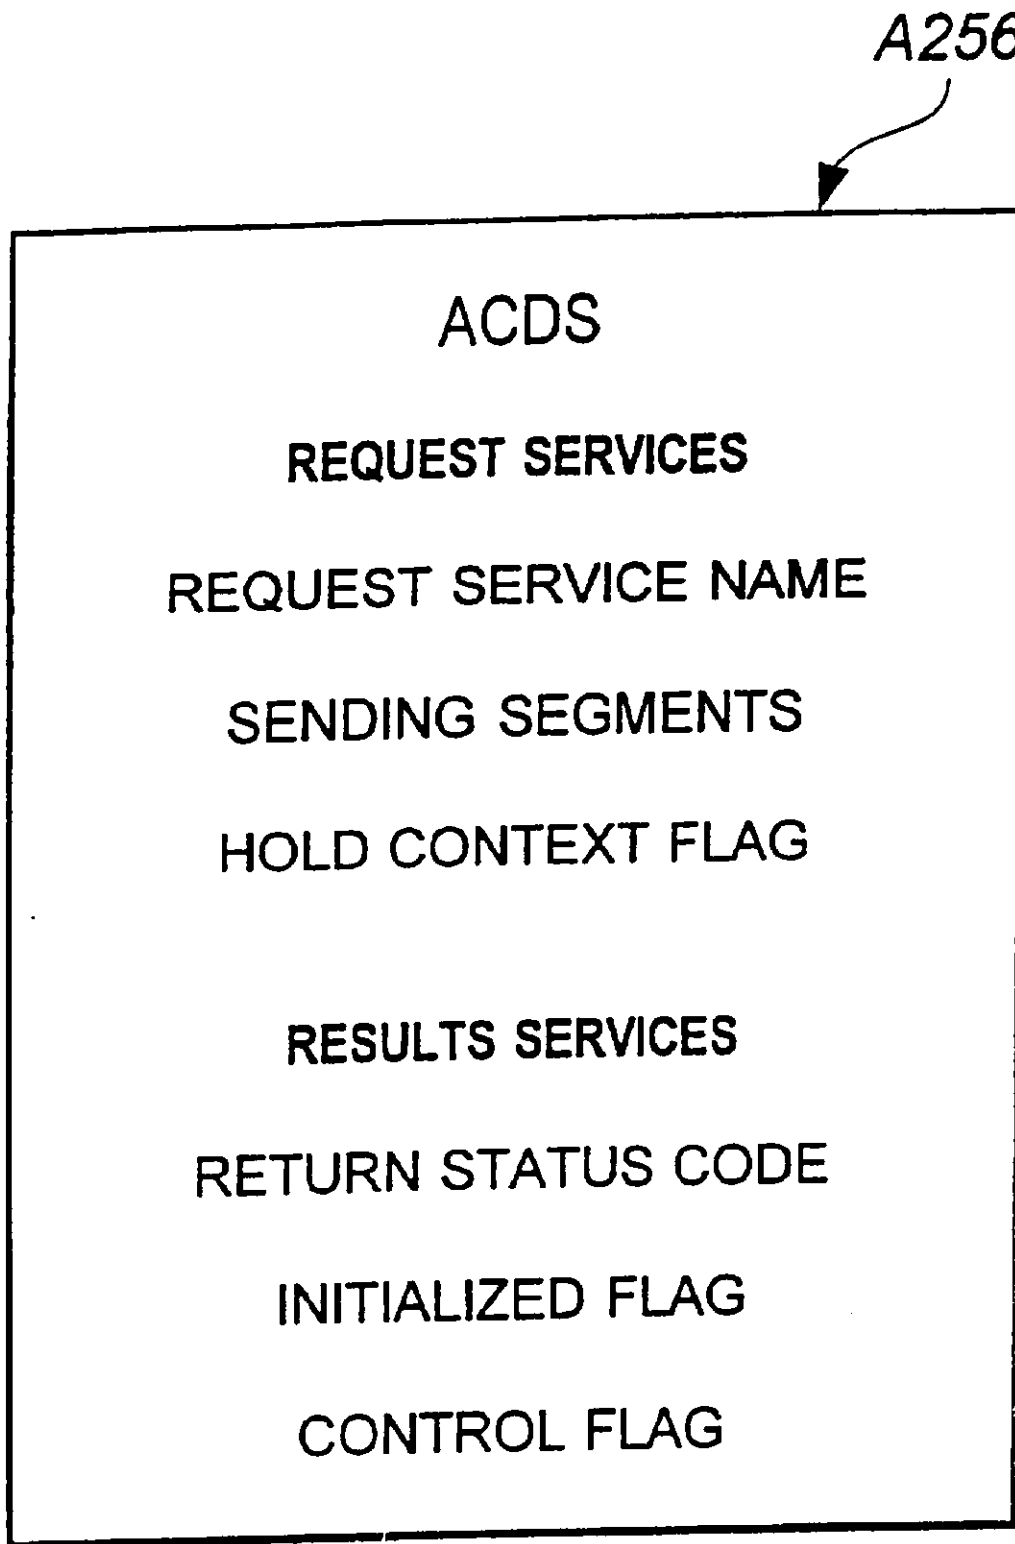 A256
ACDS
REQUEST SERVICES
REQUEST SERVICE NAME
SENDING SEGMENTS
HOLD CONTEXT FLAG
RESULTS SERVICES
RETURN STATUS CODE
INITIALIZED FLAG
CONTROL FLAG